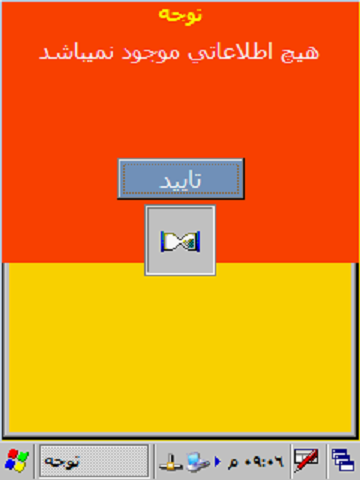 توجه
هيچ اطلاعاتي موجود نميباشد
تاييد
توجه
۰۹:۰۶ م